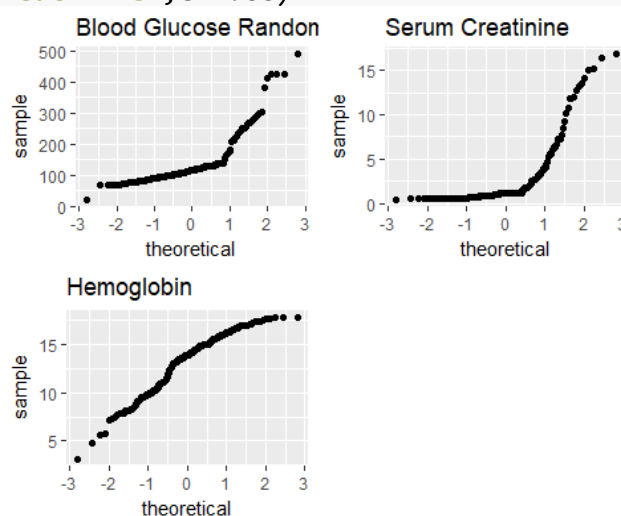 Blood Glucose Randon
500
400
300
200
100
0
sample
-3 -2 -1 0 1 2 3
theoretical
Serum Creatinine
15
10
5
0
sample
-3 -2 -1 0 1 2 3
theoretical
Hemoglobin
15
10
5
sample
-3 -2 -1 0 1 2 3
theoretical